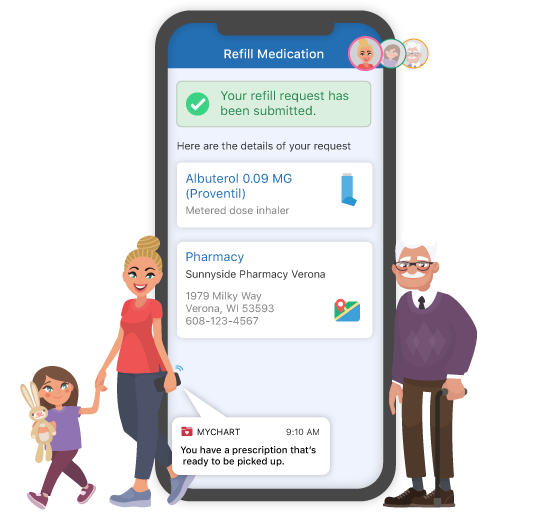 Refill Medication
Your refill request has
been submitted.
Here are the details of your request
Albuterol 0.09 MG
(Proventil)
Metered dose inhaler
Pharmacy
Sunnyside Pharmacy Verona
1979 Milky Way
Verona, WI 53593
608-123-4567
MYCHART 9:10 AM
You have a prescription that's
ready to be picked up.